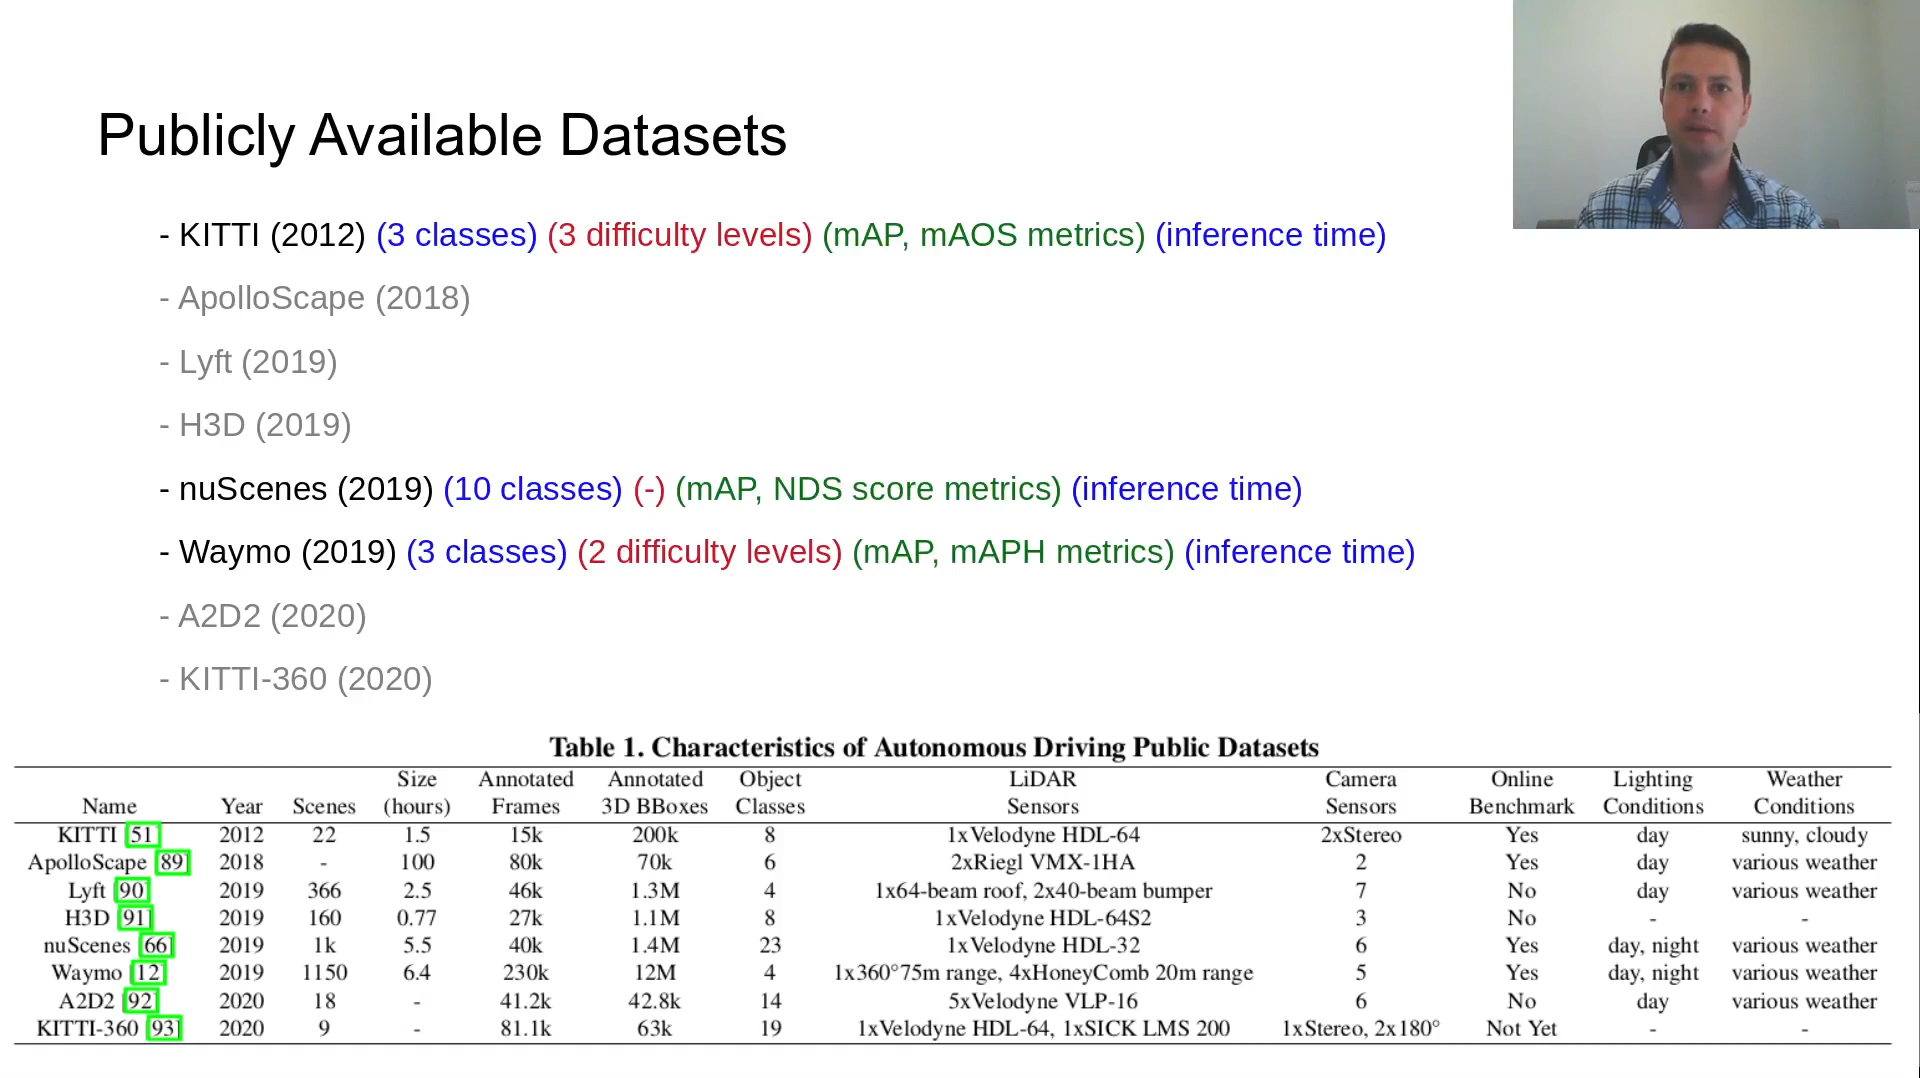 Publicly Available Datasets
- KITTI (2012) (3 classes) (3 difficulty levels) (mAP, mAOS metrics) (inference time)
- ApolloScape (2018)
- Lyft (2019)
- H3D (2019)
- nuScenes (2019) (10 classes) (-) (mAP, NDS score metrics) (inference time)
- Waymo (2019) (3 classes) (2 difficulty levels) (mAP, mAPH metrics) (inference time)
- A2D2 (2020)
- KITTI-360 (2020)
Table 1. Characteristics of Autonomous Driving Public Datasets
Size Annotated Annotated Object LiDAR Camera Online Lighting Weather
Name Year Scenes (hours) Frames 3D BBoxes Classes Sensors Sensors Benchmark Conditions Conditions
KITTI [51] 2012 22 1.5 15k 200k 8 1xVelodyne HDL-64 2xStereo Yes day sunny, cloudy
ApolloScape [89] 2018 - 100 80k 70k 6 2xRiegl VMX-1HA 2 Yes day various weather
Lyft [90] 2019 366 2.5 46k 1.3M 4 1x64-beam roof, 2x40-beam bumper 7 No day various weather
H3D [91] 2019 160 0.77 27k 1.1M 8 1xVelodyne HDL-64S2 3 No - -
nuScenes [66] 2019 1k 5.5 40k 1.4M 23 1xVelodyne HDL-32 6 Yes day, night various weather
Waymo [12] 2019 1150 6.4 230k 12M 4 1x360°75m range, 4xHoneyComb 20m range 5 Yes day, night various weather
A2D2 [92] 2020 18 - 41.2k 42.8k 14 5xVelodyne VLP-16 6 No day various weather
KITTI-360 [93] 2020 9 - 81.1k 63k 19 1xVelodyne HDL-64, 1xSICK LMS 200 1xStereo, 2x180° Not Yet - -